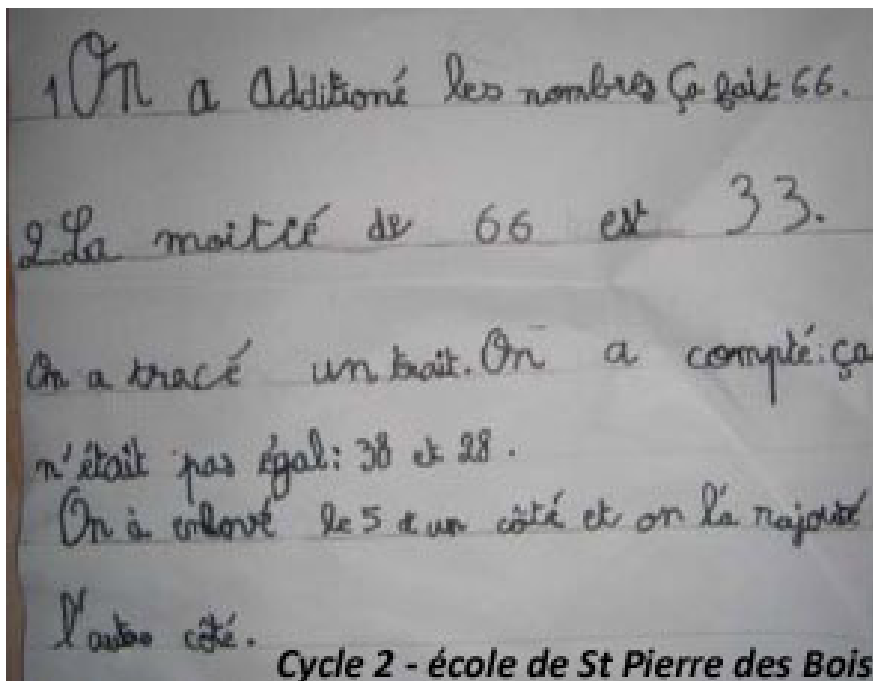 1 On a additioné les nombres Ça fait 66.
2 La moitié de 66 est 33.
On a tracé un trait. On a compté: ça
n'était pas égal: 38 et 28.
On à enlevé le 5 d'un côté et on l'a rajouté
l'autre côté.
Cycle 2 - école de St Pierre des Bois